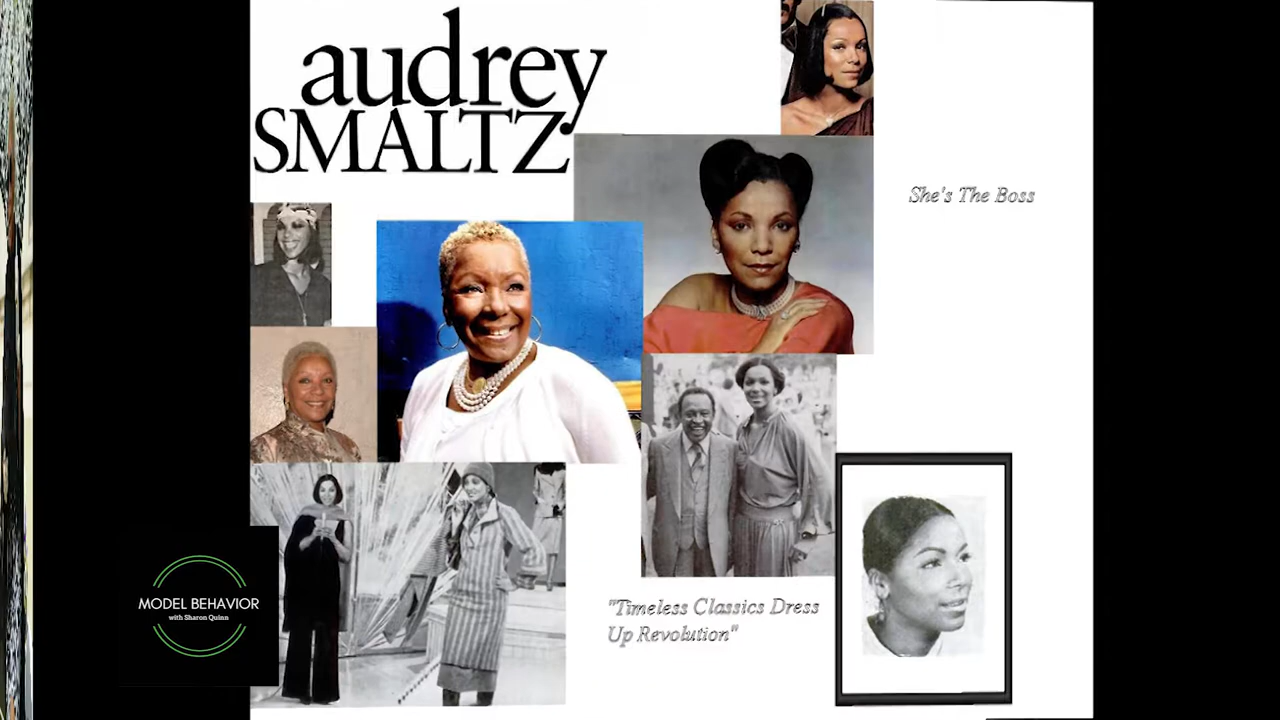 audrey
SMALTZ
She's The Boss
"Timeless Classics Dress
Up Revolution"
MODEL BEHAVIOR
with Sharon Quinn